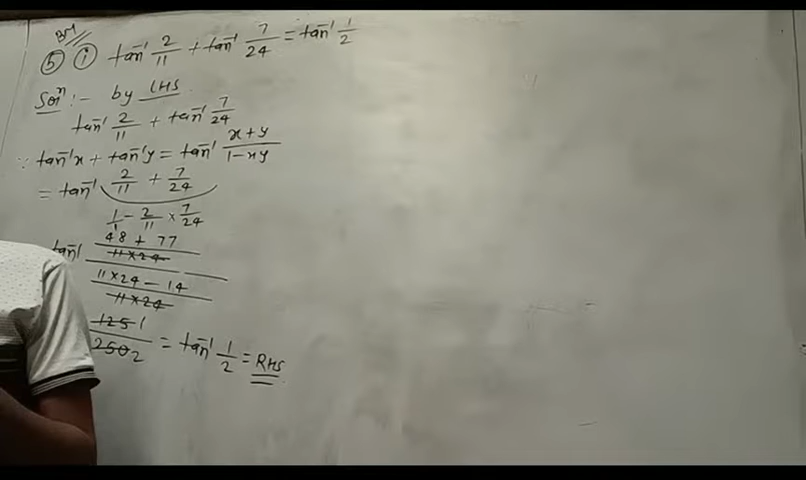 BM
⑤ ⓘ tan⁻¹ 2/11 + tan⁻¹ 7/24 = tan⁻¹ 1/2
Solⁿ :- by LHS
tan⁻¹ 2/11 + tan⁻¹ 7/24
∵ tan⁻¹x + tan⁻¹y = tan⁻¹ x+y/1-xy
= tan⁻¹ 2/11 + 7/24
1/1 - 2/11 × 7/24
tan⁻¹ 48 + 77
11×24
11×24 - 14
11×24
125 1
250 2 = tan⁻¹ 1/2 = RHS